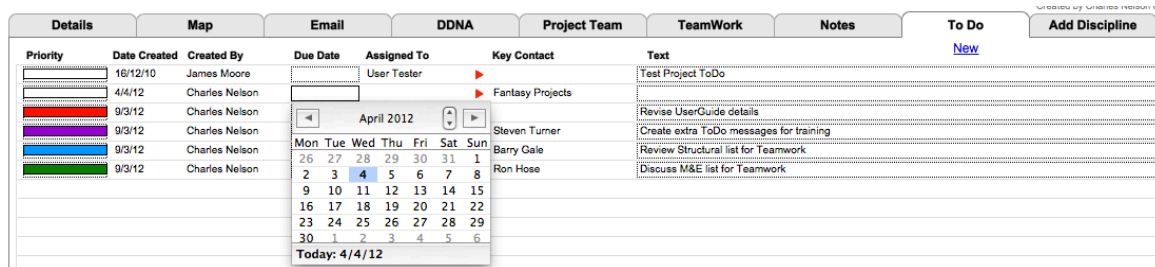 Created by Charles Nelson
Details Map Email DDNA Project Team TeamWork Notes To Do Add Discipline
New
Priority Date Created Created By Due Date Assigned To Key Contact Text
16/12/10 James Moore User Tester Test Project ToDo
4/4/12 Charles Nelson Fantasy Projects
9/3/12 Charles Nelson Revise UserGuide details
9/3/12 Charles Nelson Steven Turner Create extra ToDo messages for training
9/3/12 Charles Nelson Barry Gale Review Structural list for Teamwork
9/3/12 Charles Nelson Ron Hose Discuss M&E list for Teamwork
April 2012
Mon Tue Wed Thu Fri Sat Sun
26 27 28 29 30 31 1
2 3 4 5 6 7 8
9 10 11 12 13 14 15
16 17 18 19 20 21 22
23 24 25 26 27 28 29
30 1 2 3 4 5 6
Today: 4/4/12